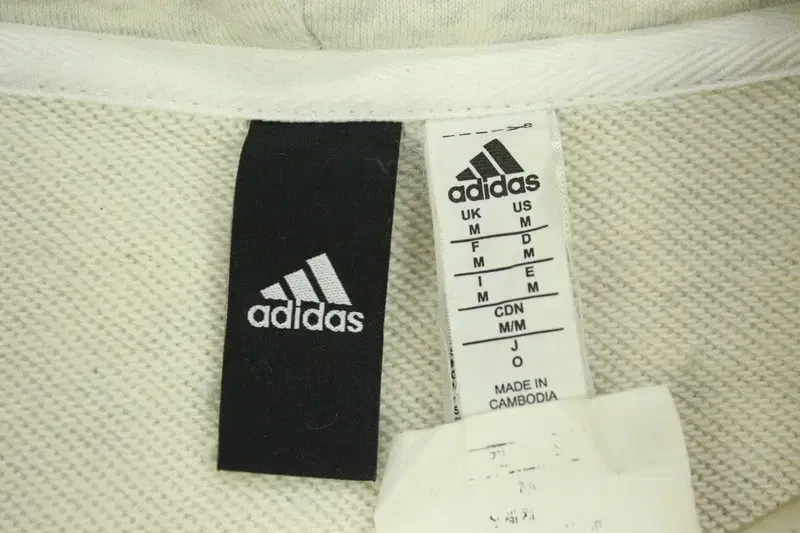 adidas
adidas
UK US
M M
F D
M M
I E
M M
CDN
M/M
J
O
MADE IN
CAMBODIA